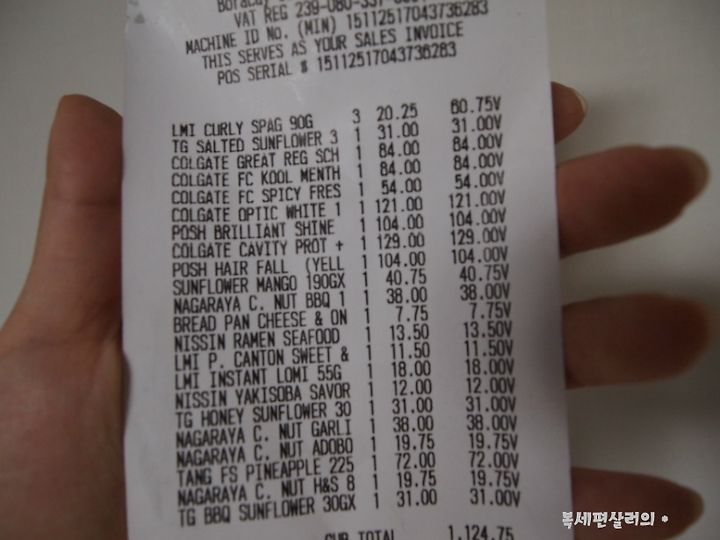 VAT REG 239-080-337-
MACHINE ID No. (MIN) 15112517043736283
THIS SERVES AS YOUR SALES INVOICE
POS SERIAL # 15112517043736283
LMI CURLY SPAG 90G 3 20.25 60.75V
TG SALTED SUNFLOWER 3 1 31.00 31.00V
COLGATE GREAT REG SCH 1 84.00 84.00V
COLGATE FC KOOL MENTH 1 84.00 84.00V
COLGATE FC SPICY FRES 1 54.00 54.00V
COLGATE OPTIC WHITE 1 1 121.00 121.00V
POSH BRILLIANT SHINE 1 104.00 104.00V
COLGATE CAVITY PROT + 1 129.00 129.00V
POSH HAIR FALL (YELL 1 104.00 104.00V
SUNFLOWER MANGO 190GX 1 40.75 40.75V
NAGARAYA C. NUT BBQ 1 1 38.00 38.00V
BREAD PAN CHEESE & ON 1 7.75 7.75V
NISSIN RAMEN SEAFOOD 1 13.50 13.50V
LMI P. CANTON SWEET & 1 11.50 11.50V
LMI INSTANT LOMI 55G 1 18.00 18.00V
NISSIN YAKISOBA SAVOR 1 12.00 12.00V
TG HONEY SUNFLOWER 30 1 31.00 31.00V
NAGARAYA C. NUT GARLI 1 38.00 38.00V
NAGARAYA C. NUT ADOBO 1 19.75 19.75V
TANG FS PINEAPPLE 225 1 72.00 72.00V
NAGARAYA C. NUT H&S 8 1 19.75 19.75V
TG BBQ SUNFLOWER 30GX 1 31.00 31.00V
SUB TOTAL 1,124.75
복세편살러의 *